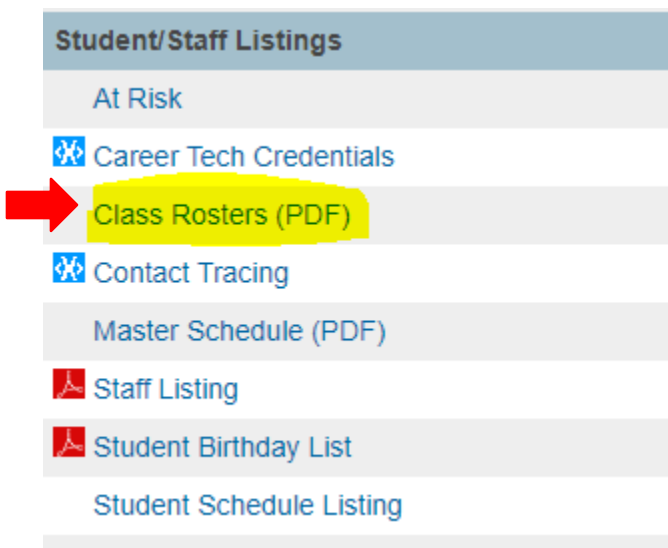 Student/Staff Listings
At Risk
Career Tech Credentials
Class Rosters (PDF)
Contact Tracing
Master Schedule (PDF)
Staff Listing
Student Birthday List
Student Schedule Listing